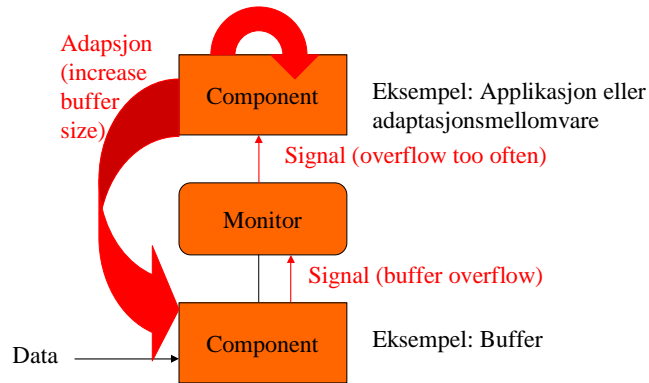 Adapsjon
(increase
buffer
size)
Component
Eksempel: Applikasjon eller
adaptasjonsmellomvare
Signal (overflow too often)
Monitor
Signal (buffer overflow)
Component
Eksempel: Buffer
Data